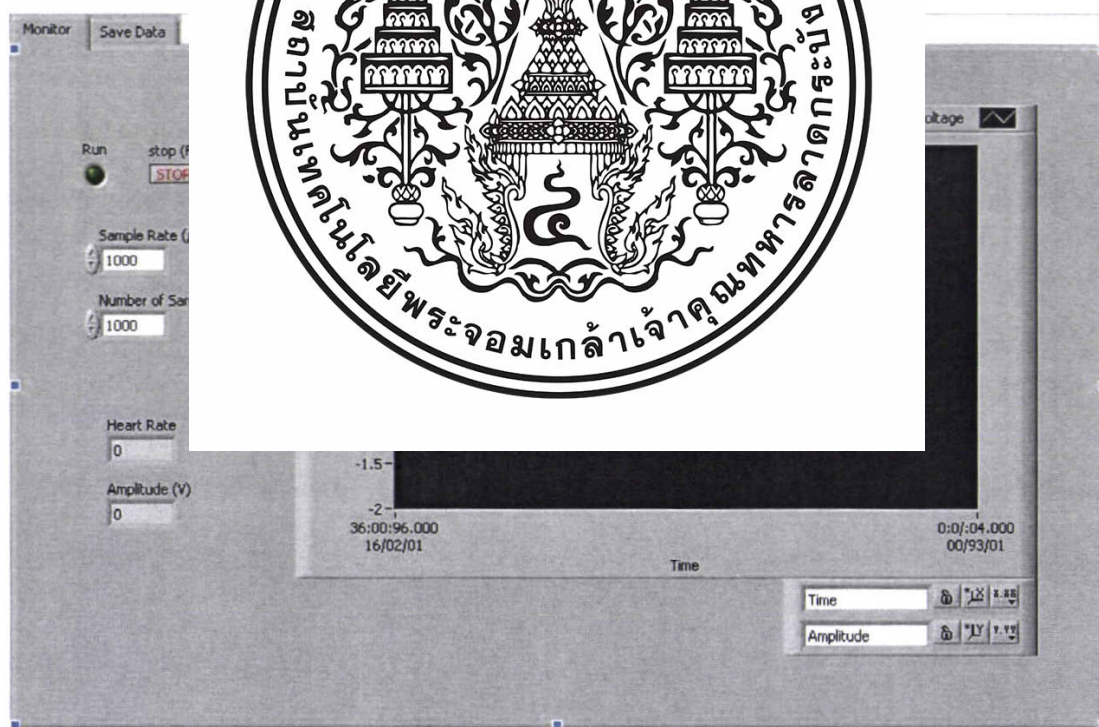 Monitor
Save Data
สถาบันเทคโนโลยีพระจอมเกล้าเจ้าคุณทหารลาดกระบัง
Run
stop
Sample Rate
1000
Number of
1000
Heart Rate
0
Amplitude (V)
0
-1.5
-2
36:00:96.000
16/02/01
0:0/:04.000
00/93/01
Time
Time
Amplitude